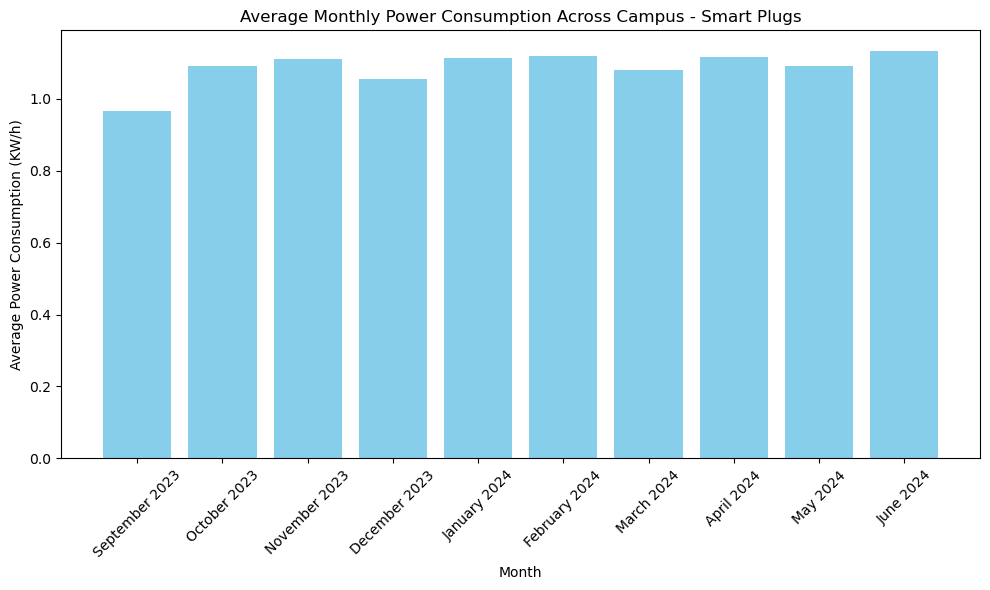 Average Monthly Power Consumption Across Campus - Smart Plugs
Average Power Consumption (KW/h)
1.0
0.8
0.6
0.4
0.2
0.0
September 2023
October 2023
November 2023
December 2023
January 2024
February 2024
March 2024
April 2024
May 2024
June 2024
Month